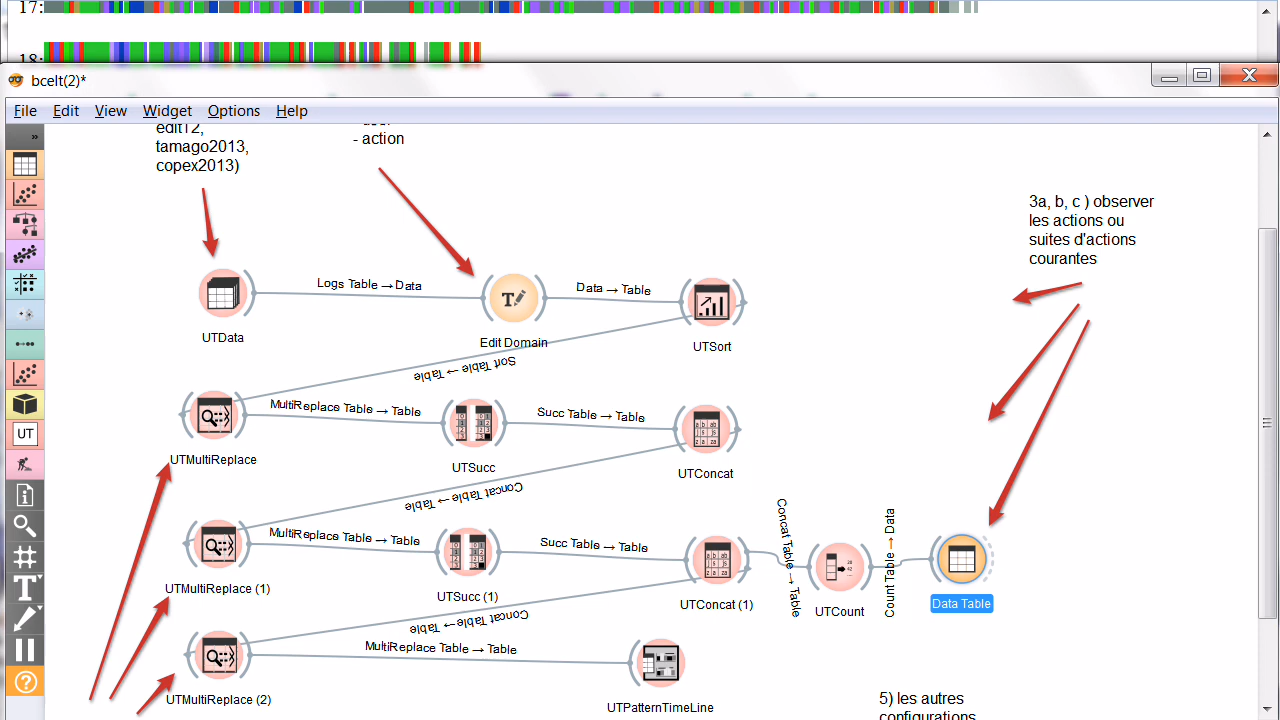 17:
18:
bcelt(2)*
File Edit View Widget Options Help
»
edit12,
tamago2013,
copex2013)
- action
3a, b, c ) observer
les actions ou
suites d'actions
courantes
Logs Table → Data
Data → Table
UTData
Edit Domain
UTSort
Sort Table → Table
MultiReplace Table → Table
Succ Table → Table
UTMultiReplace
UTSucc
UTConcat
Concat Table → Table
MultiReplace Table → Table
Succ Table → Table
Concat Table → Table
Count Table → Data
UTMultiReplace (1)
UTSucc (1)
UTConcat (1)
UTCount
Data Table
Concat Table → Table
MultiReplace Table → Table
UTMultiReplace (2)
UTPatternTimeLine
UT
5) les autres
configurations